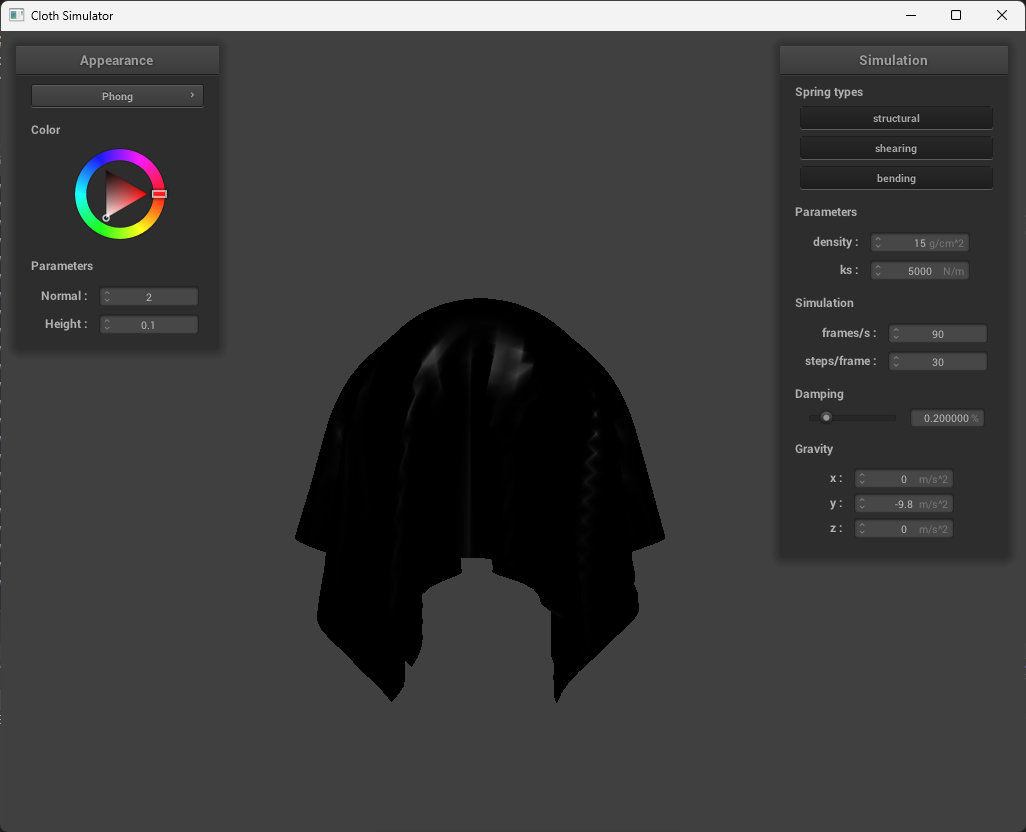 Cloth Simulator
Appearance
Phong
Color
Parameters
Normal : 2
Height : 0.1
Simulation
Spring types
structural
shearing
bending
Parameters
density : 15 g/cm^2
ks : 5000 N/m
Simulation
frames/s : 90
steps/frame : 30
Damping
0.200000 %
Gravity
x : 0 m/s^2
y : -9.8 m/s^2
z : 0 m/s^2